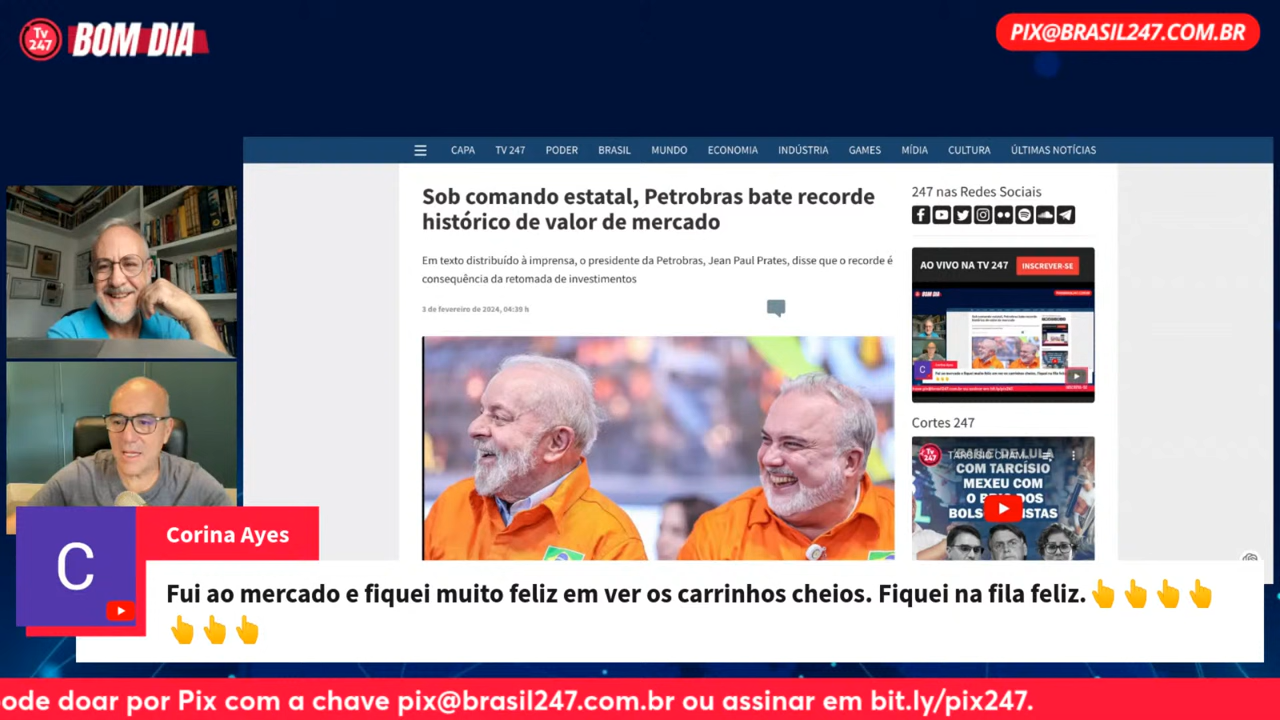 Tv 247 BOM DIA
PIX@BRASIL247.COM.BR
CAPA TV 247 PODER BRASIL MUNDO ECONOMIA INDÚSTRIA GAMES MÍDIA CULTURA ÚLTIMAS NOTÍCIAS
Sob comando estatal, Petrobras bate recorde
histórico de valor de mercado
Em texto distribuído à imprensa, o presidente da Petrobras, Jean Paul Prates, disse que o recorde é
consequência da retomada de investimentos
3 de fevereiro de 2024, 04:39 h
247 nas Redes Sociais
AO VIVO NA TV 247 INSCREVER-SE
Cortes 247
Tv 247
COM TARCÍSIO
MEXEU COM
Corina Ayes
C
Fui ao mercado e fiquei muito feliz em ver os carrinhos cheios. Fiquei na fila feliz.👆👆👆👆
👆👆👆
ode doar por Pix com a chave pix@brasil247.com.br ou assinar em bit.ly/pix247.